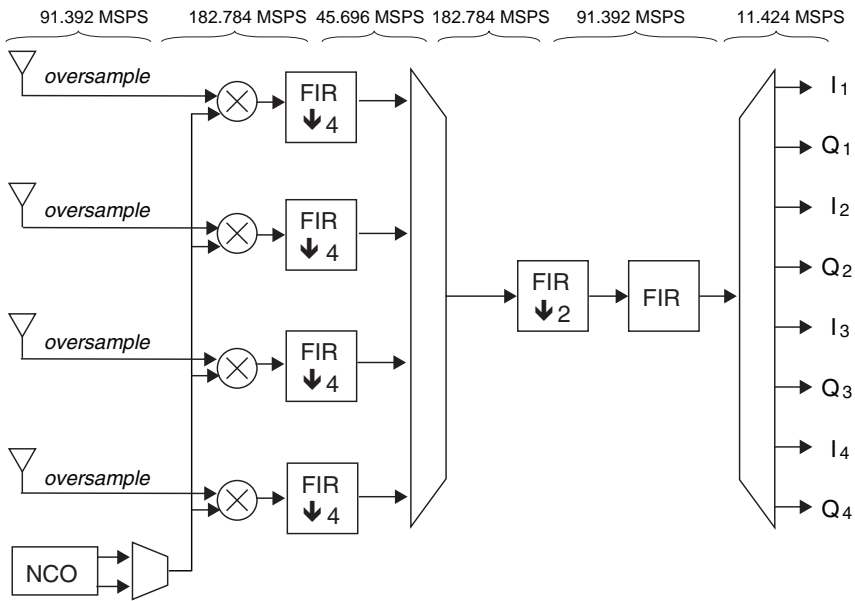 91.392 MSPS 182.784 MSPS 45.696 MSPS 182.784 MSPS 91.392 MSPS 11.424 MSPS
oversample
FIR
4
I1
Q1
oversample
FIR
4
I2
Q2
FIR
2
FIR
oversample
FIR
4
I3
Q3
oversample
FIR
4
I4
Q4
NCO